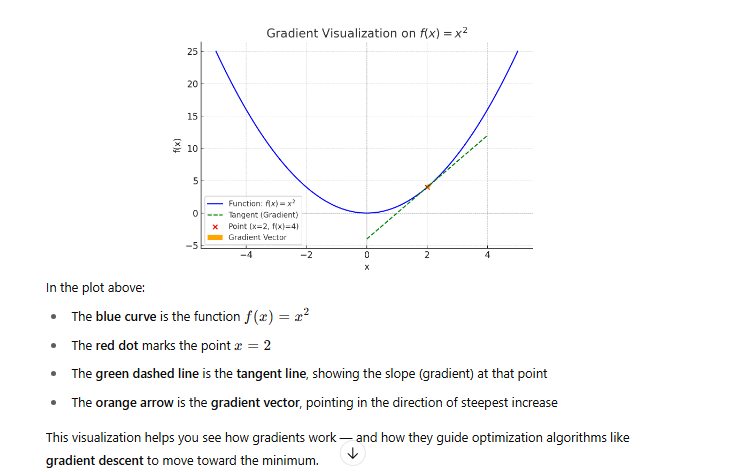 Gradient Visualization on f(x) = x²
25
20
15
10
5
0
−5
f(x)
Function: f(x) = x²
Tangent (Gradient)
Point (x=2, f(x)=4)
Gradient Vector
−4 −2 0 2 4
x
In the plot above:
• The blue curve is the function f(x) = x²
• The red dot marks the point x = 2
• The green dashed line is the tangent line, showing the slope (gradient) at that point
• The orange arrow is the gradient vector, pointing in the direction of steepest increase
This visualization helps you see how gradients work — and how they guide optimization algorithms like
gradient descent to move toward the minimum.